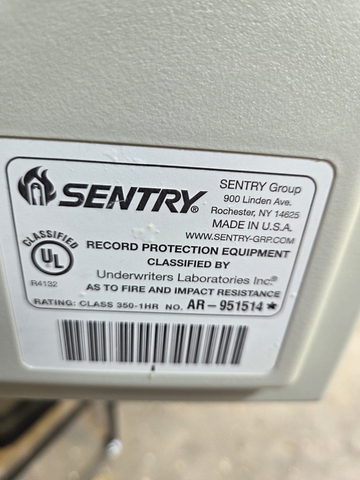 SENTRY®
SENTRY Group
900 Linden Ave.
Rochester, NY 14625
MADE IN U.S.A.
WWW.SENTRY-GRP.COM
CLASSIFIED
UL
®
R4132
RECORD PROTECTION EQUIPMENT
CLASSIFIED BY
Underwriters Laboratories Inc.®
AS TO FIRE AND IMPACT RESISTANCE
RATING: CLASS 350-1HR NO. AR-951514*